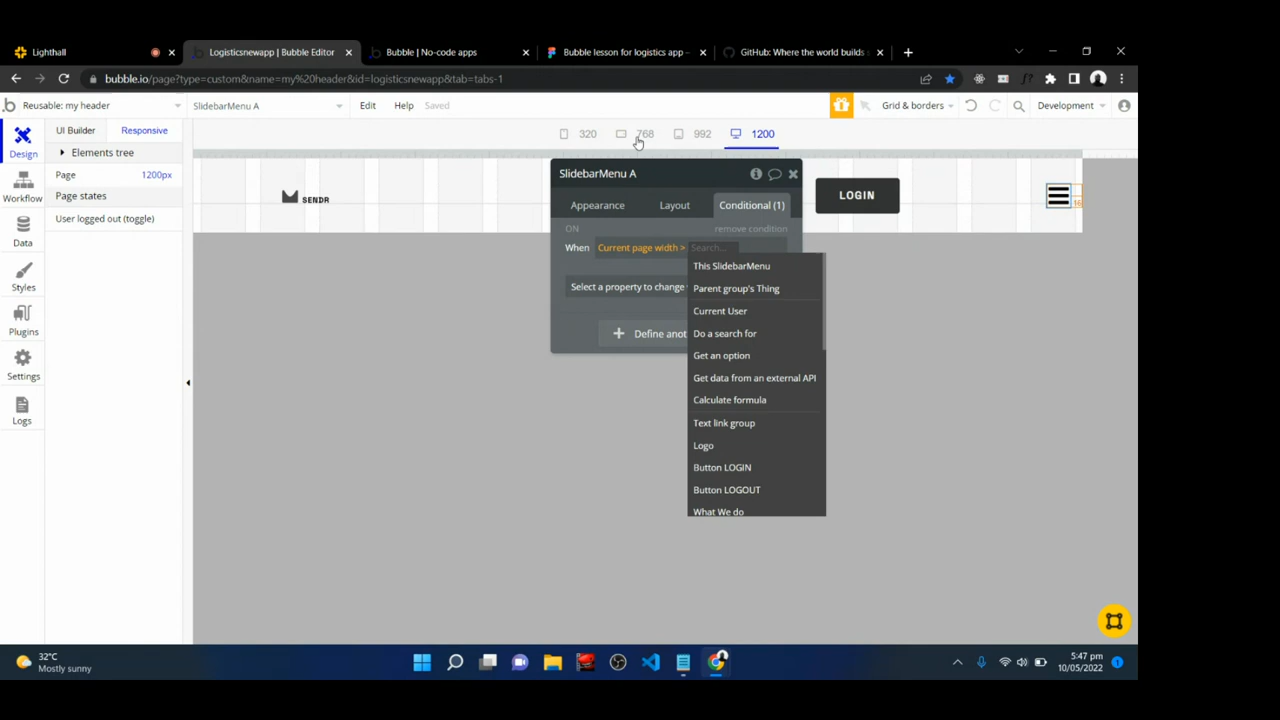 Lighthall
Logisticsnewapp | Bubble Editor
Bubble | No-code apps
Bubble lesson for logistics app –
GitHub: Where the world builds s
bubble.io/page?type=custom&name=my%20header&id=logisticsnewapp&tab=tabs-1
Reusable: my header
SlidebarMenu A
Edit
Help
Saved
Grid & borders
Development
Design
Workflow
Data
Styles
Plugins
Settings
Logs
UI Builder
Responsive
Elements tree
Page
1200px
Page states
User logged out (toggle)
320
768
992
1200
SENDR
LOGIN
16
SlidebarMenu A
Appearance
Layout
Conditional (1)
ON
remove condition
When
Current page width >
Search...
Select a property to change
Define anot
This SlidebarMenu
Parent group's Thing
Current User
Do a search for
Get an option
Get data from an external API
Calculate formula
Text link group
Logo
Button LOGIN
Button LOGOUT
What We do
32°C
Mostly sunny
5:47 pm
10/05/2022
1